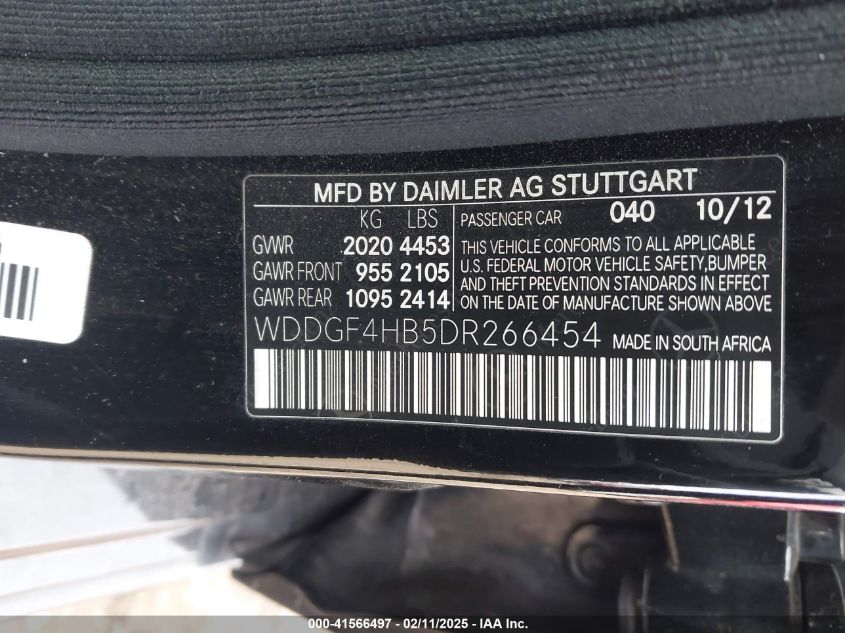 MFD BY DAIMLER AG STUTTGART
KG LBS PASSENGER CAR 040 10/12
GVWR 2020 4453 THIS VEHICLE CONFORMS TO ALL APPLICABLE
GAWR FRONT 955 2105 U.S. FEDERAL MOTOR VEHICLE SAFETY,BUMPER
GAWR REAR 1095 2414 AND THEFT PREVENTION STANDARDS IN EFFECT
ON THE DATE OF MANUFACTURE SHOWN ABOVE
WDDGF4HB5DR266454 MADE IN SOUTH AFRICA
000-41566497 - 02/11/2025 - IAA Inc.